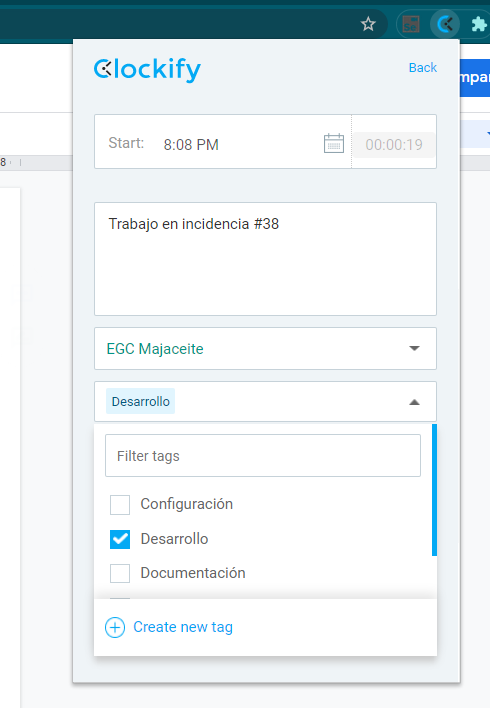 Clockify
Back
mpar
Start: 8:08 PM 00:00:19
8
Trabajo en incidencia #38
EGC Majaceite
Desarrollo
Filter tags
Configuración
Desarrollo
Documentación
Create new tag